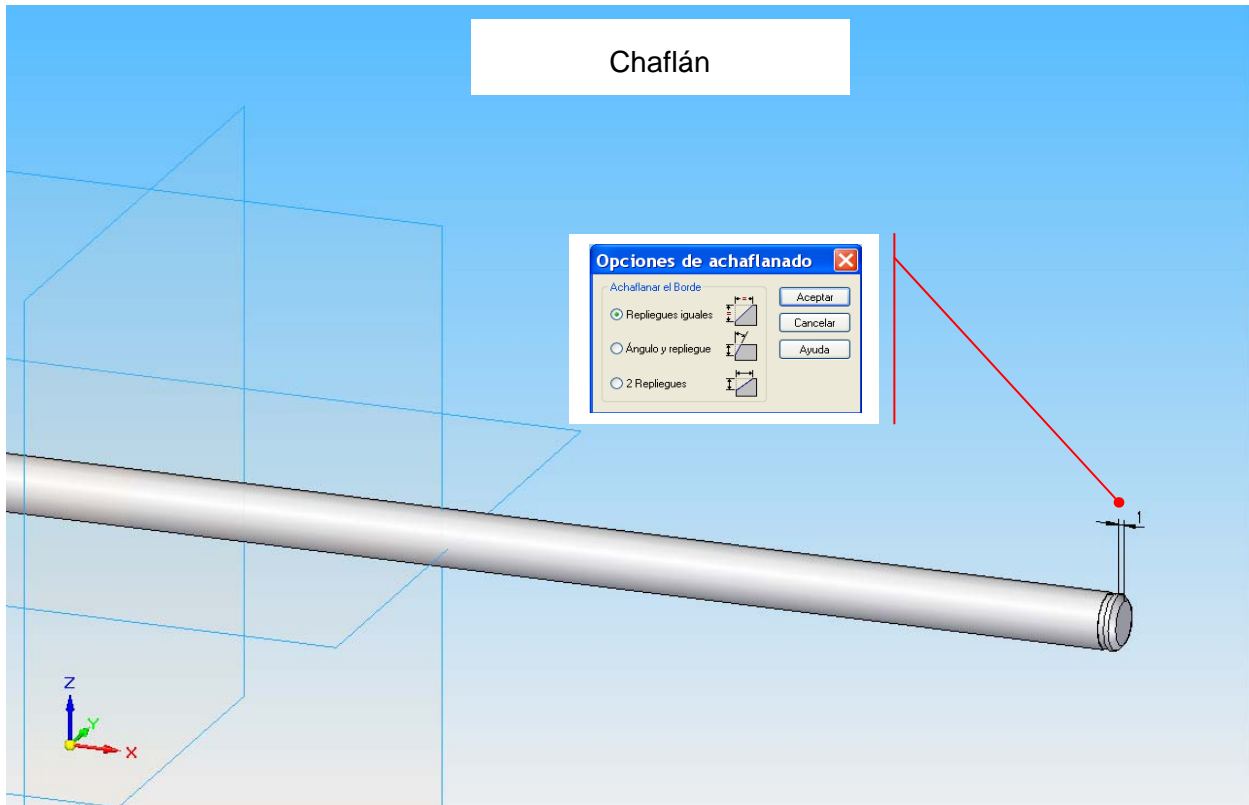 Chaflán
Opciones de achaflanado
Achaflanar el Borde
Repliegues iguales
Ángulo y repliegue
2 Repliegues
Aceptar
Cancelar
Ayuda
1
Z
Y
X